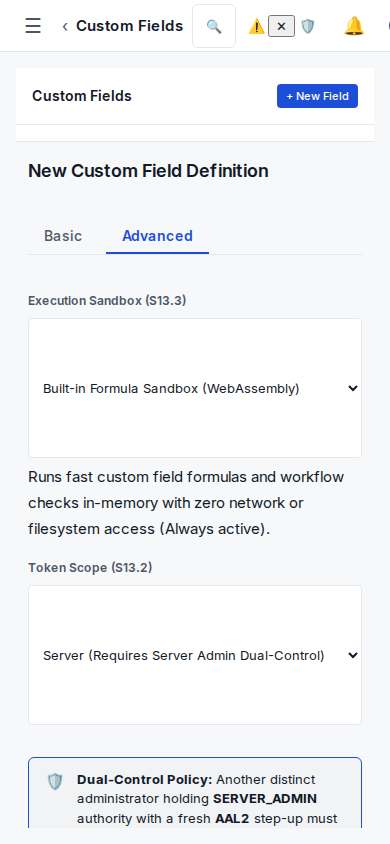 Custom Fields
Custom Fields
+ New Field
New Custom Field Definition
Basic
Advanced
Execution Sandbox (S13.3)
Built-in Formula Sandbox (WebAssembly)
Runs fast custom field formulas and workflow
checks in-memory with zero network or
filesystem access (Always active).
Token Scope (S13.2)
Server (Requires Server Admin Dual-Control)
Dual-Control Policy: Another distinct
administrator holding SERVER_ADMIN
authority with a fresh AAL2 step-up must